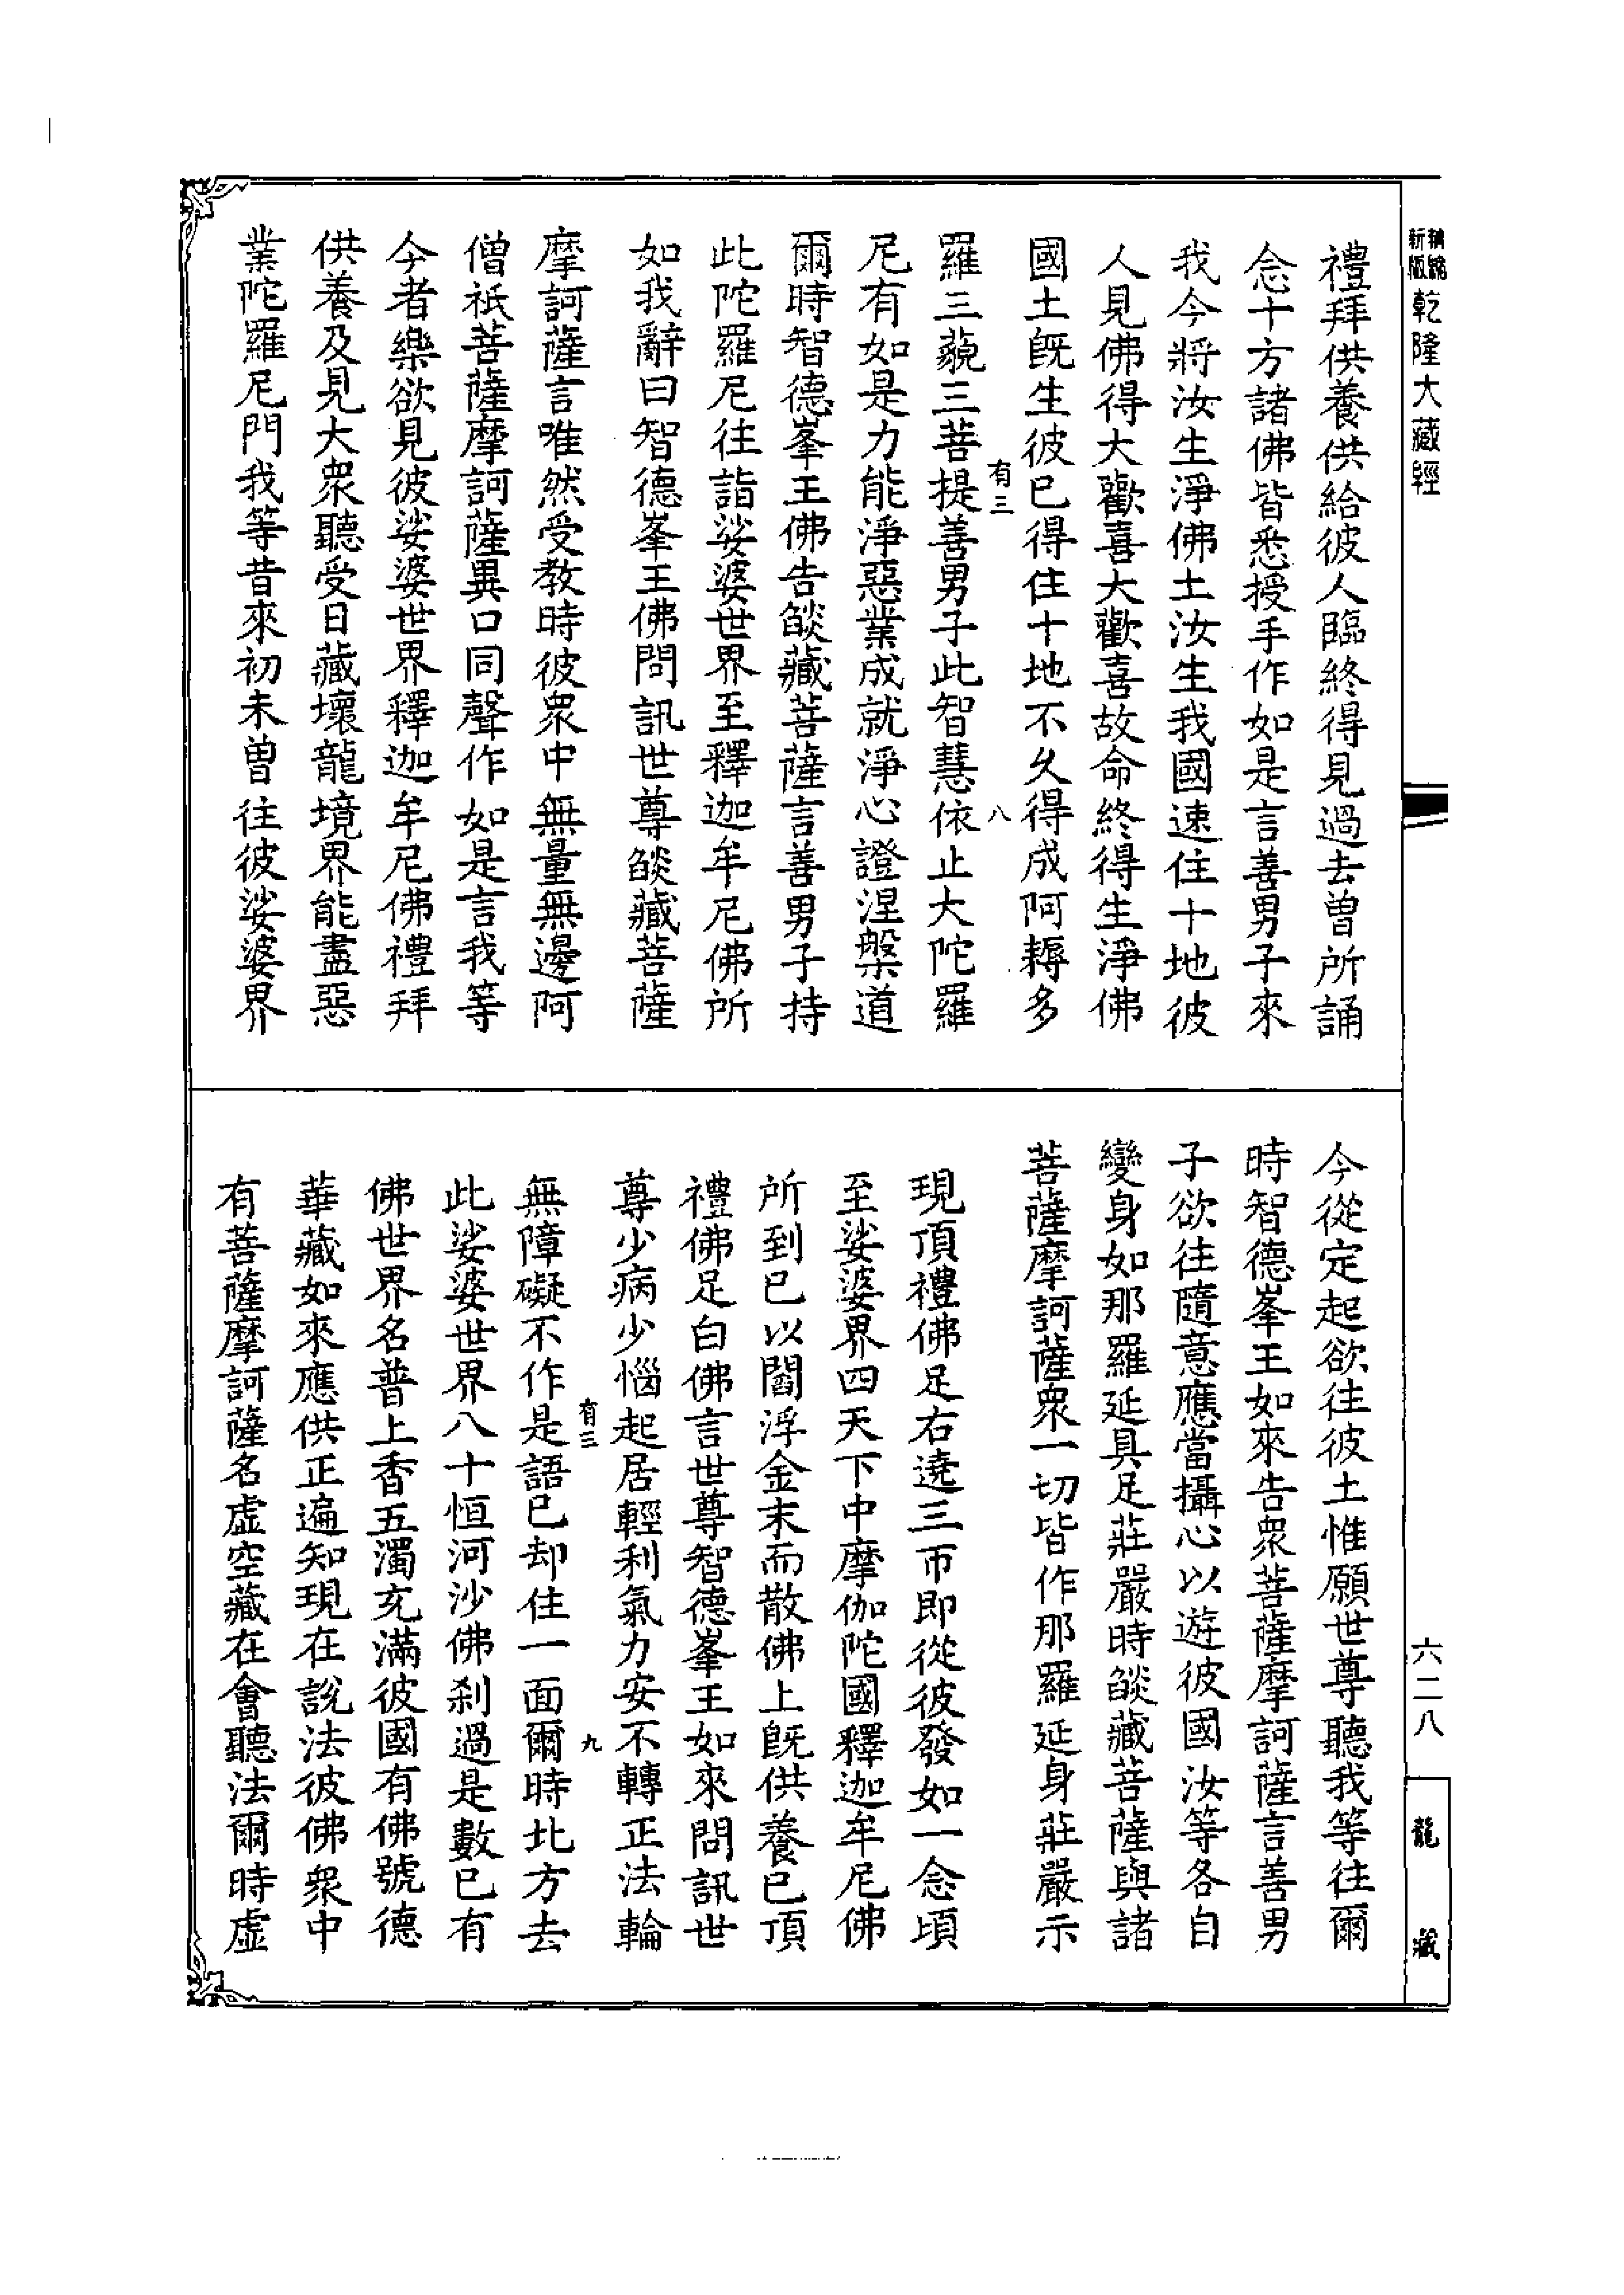 新編
新版
乾隆大藏經
禮拜供養供給彼人臨終得見過去曾所誦
念十方諸佛皆悉授手作如是言善男子來
我今將汝生淨佛土汝生我國速住十地彼
人見佛得大歡喜大歡喜故命終得生淨佛
國土既生彼已得住十地不久得成阿耨多
有三
八
羅三藐三菩提善男子此智慧依止大陀羅
尼有如是力能淨惡業成就淨心證涅槃道
爾時智德峯王佛告𦦨藏菩薩言善男子持
此陀羅尼往詣娑婆世界至釋迦牟尼佛所
如我辭曰智德峯王佛問訊世尊𦦨藏菩薩
摩訶薩言唯然受教時彼衆中無量無邊阿
僧祇菩薩摩訶薩異口同聲作如是言我等
今者樂欲見彼娑婆世界釋迦牟尼佛禮拜
供養及見大衆聽受日藏壞龍境界能盡惡
業陀羅尼門我等昔來初未曾往彼娑婆界
今從定起欲往彼土惟願世尊聽我等往爾
時智德峯王如來告衆菩薩摩訶薩言善男
子欲往隨意應當攝心以遊彼國汝等各自
變身如那羅延具足莊嚴時𦦨藏菩薩與諸
菩薩摩訶薩衆一切皆作那羅延身莊嚴示
現頂禮佛足右遶三帀即從彼發如一念頃
至娑婆界四天下中摩伽陀國釋迦牟尼佛
所到已以閻浮金末而散佛上既供養已頂
禮佛足白佛言世尊智德峯王如來問訊世
尊少病少惱起居輕利氣力安不轉正法輪
有三
九
無障礙不作是語已却住一面爾時北方去
此娑婆世界八十恒河沙佛刹過是數已有
佛世界名普上香五濁充滿彼國有佛號德
華藏如來應供正遍知現在說法彼佛衆中
有菩薩摩訶薩名虛空藏在會聽法爾時虛
六二八
龍藏